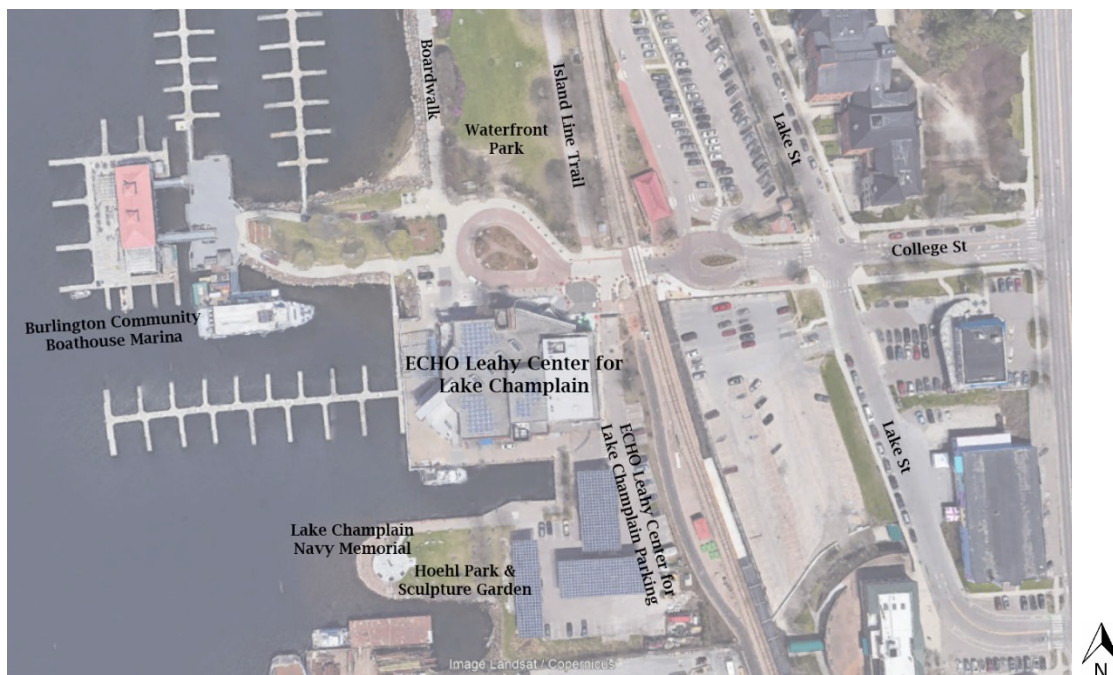 Boardwalk
Island Line Trail
Waterfront
Park
Lake St
College St
Burlington Community
Boathouse Marina
ECHO Leahy Center for
Lake Champlain
Lake St
ECHO Leahy Center for
Lake Champlain Parking
Lake Champlain
Navy Memorial
Hoehl Park &
Sculpture Garden
Image Landsat / Copernicus
N